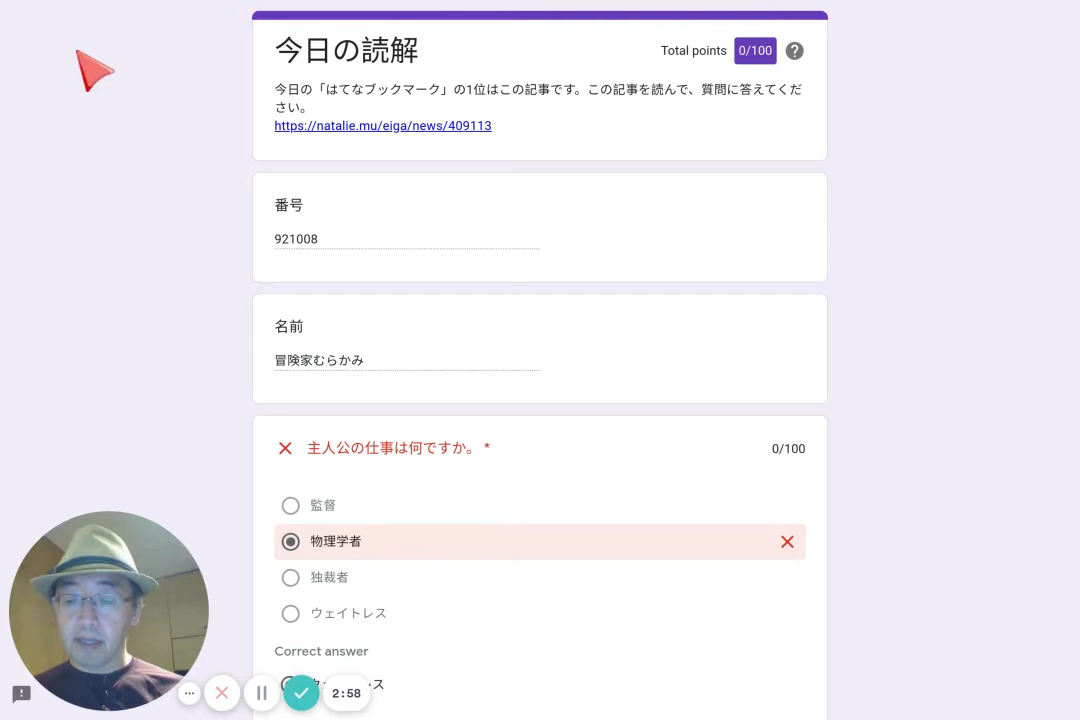 今日の読解
Total points 0/100
今日の「はてなブックマーク」の1位はこの記事です。この記事を読んで、質問に答えてくだ
さい。
https://natalie.mu/eiga/news/409113
番号
921008
名前
冒険家むらかみ
主人公の仕事は何ですか。 *
0/100
監督
物理学者
独裁者
ウェイトレス
Correct answer
2:58